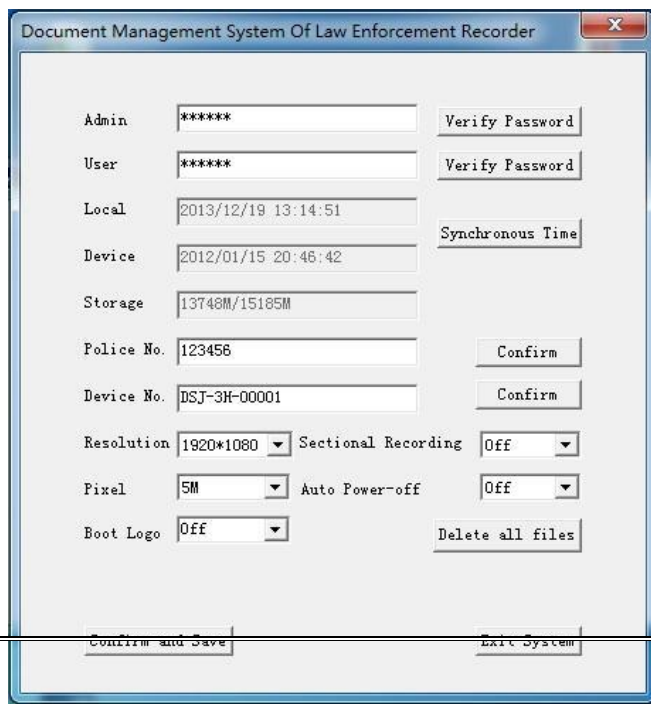 Document Management System Of Law Enforcement Recorder
Admin ****** Verify Password
User ****** Verify Password
Local 2013/12/19 13:14:51
Synchronous Time
Device 2012/01/15 20:46:42
Storage 13748M/15185M
Police No. 123456 Confirm
Device No. DSJ-3H-00001 Confirm
Resolution 1920*1080 Sectional Recording Off
Pixel 5M Auto Power-off Off
Boot Logo Off Delete all files
Confirm and Save Exit System